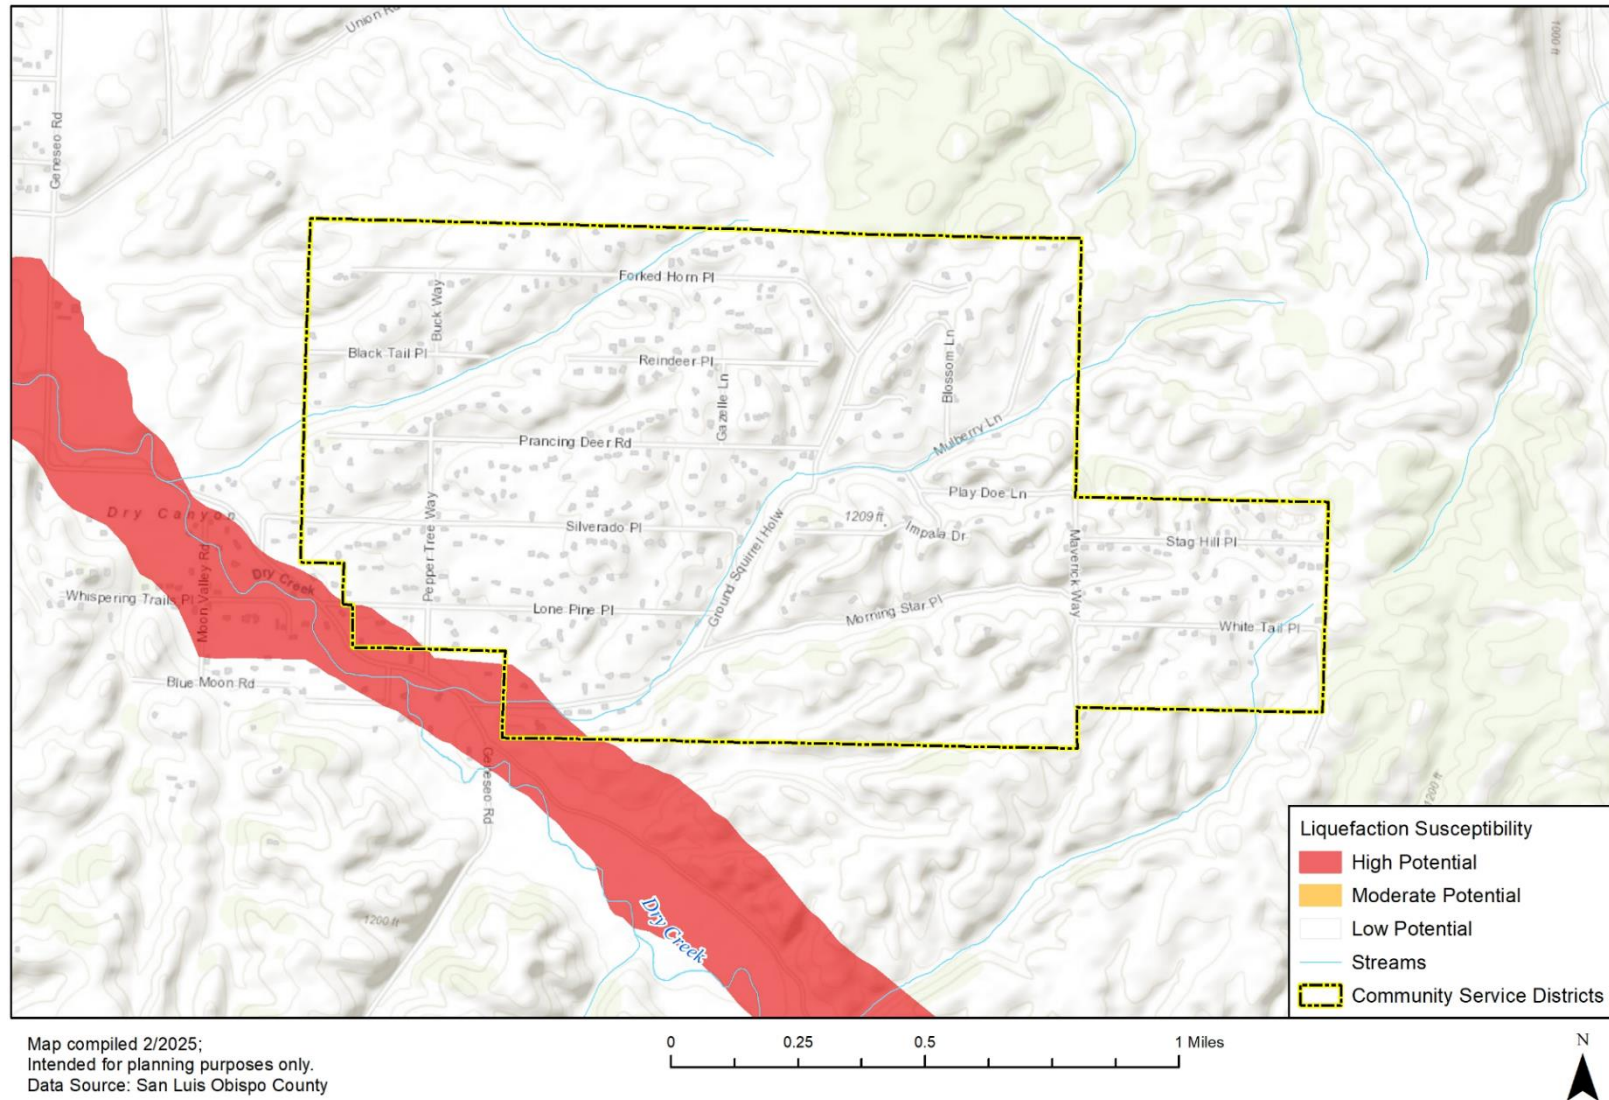 Union Rd
1000 ft
Geneseo Rd
Forked Horn Pl
Buck Way
Black Tail Pl
Reindeer Pl
Blossom Ln
Gazelle Ln
Prancing Deer Rd
Mulberry Ln
Play Doe Ln
Dry Canyon
Pepper Tree Way
Silverado Pl
1209 ft
Impala Dr
Stag Hill Pl
Ground Squirrel Holw
Maverick Way
Moon Valley Rd
Dry Creek
Whispering Trails Pl
Lone Pine Pl
Morning Star Pl
White Tail Pl
Blue Moon Rd
Geneseo Rd
1200 ft
1200 ft
Dry Creek
Liquefaction Susceptibility
High Potential
Moderate Potential
Low Potential
Streams
Community Service Districts
Map compiled 2/2025;
Intended for planning purposes only.
Data Source: San Luis Obispo County
0 0.25 0.5 1 Miles
N